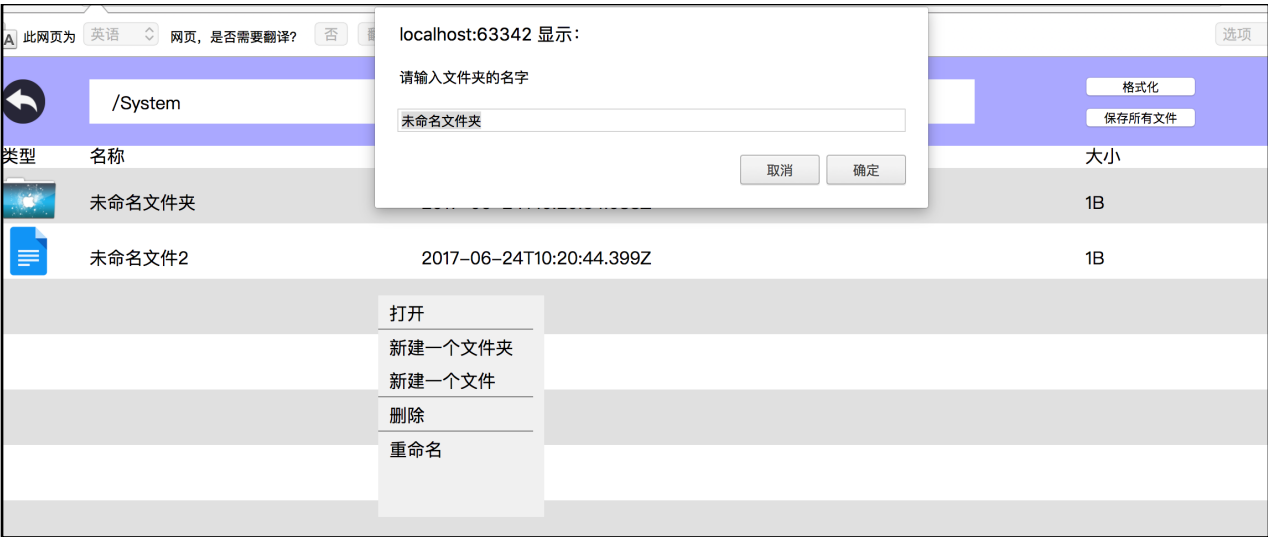 A 此网页为 英语 网页，是否需要翻译? 否 选项
localhost:63342 显示：
请输入文件夹的名字
未命名文件夹
取消 确定
/System
格式化
保存所有文件
类型 名称 大小
未命名文件夹 1B
未命名文件2 2017-06-24T10:20:44.399Z 1B
打开
新建一个文件夹
新建一个文件
删除
重命名